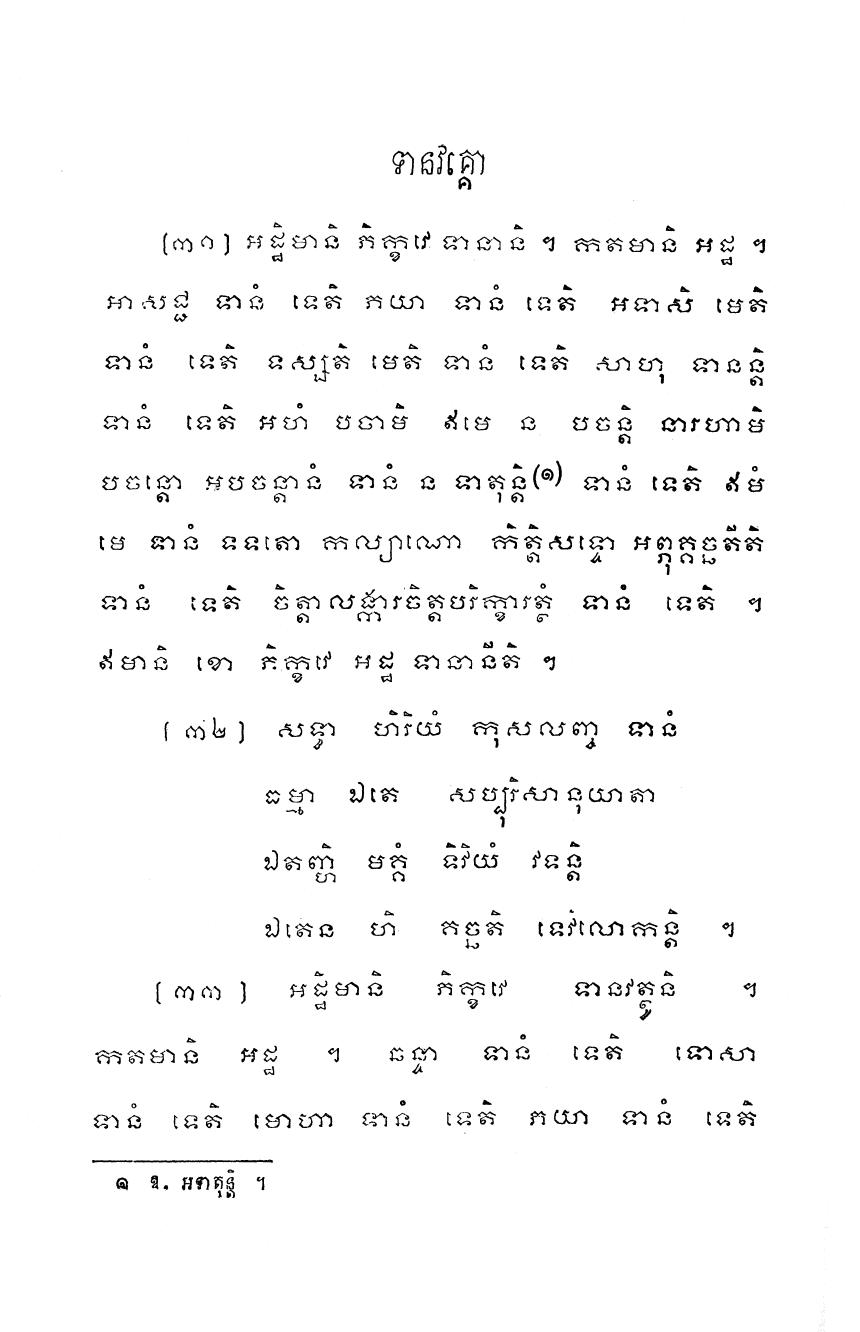 ទានវគ្គោ
[៣១] អដ្ឋិមានិ ភិក្ខវេ ទានានិ ។ កតមានិ អដ្ឋ ។
អាសជ្ជ ទានំ ទេតិ ភយា ទានំ ទេតិ អទាសិ មេតិ
ទានំ ទេតិ ទស្សតិ មេតិ ទានំ ទេតិ សាហុ ទានន្តិ
ទានំ ទេតិ អហំ បចាមិ ឥមេ ន បចន្តិ នារហាមិ
បចន្តោ អបចន្តានំ ទានំ ន ទាតុន្តិ(១) ទានំ ទេតិ ឥមំ
មេ ទានំ ទទតោ កល្យាណោ កិត្តិសទ្ទោ អព្ភុគ្គច្ឆតីតិ
ទានំ ទេតិ ចិត្តាលង្ការចិត្តបរិក្ខារត្ថំ ទានំ ទេតិ ។
ឥមានិ ខោ ភិក្ខវេ អដ្ឋ ទានានីតិ ។
[៣២] សទ្ធា ហិរិយំ កុសលញ្ច ទានំ
ធម្មា ឯតេ សប្បុរិសានុយាតា
ឯតញ្ហិ មគ្គំ ទិវិយំ វទន្តិ
ឯតេន ហិ គច្ឆតិ ទេវលោកន្តិ ។
[៣៣] អដ្ឋិមានិ ភិក្ខវេ ទានវត្ថូនិ ។
កតមានិ អដ្ឋ ។ ឆន្ទា ទានំ ទេតិ ទោសា
ទានំ ទេតិ មោហា ទានំ ទេតិ ភយា ទានំ ទេតិ
១ ឱ. អទាតុន្តិ ។